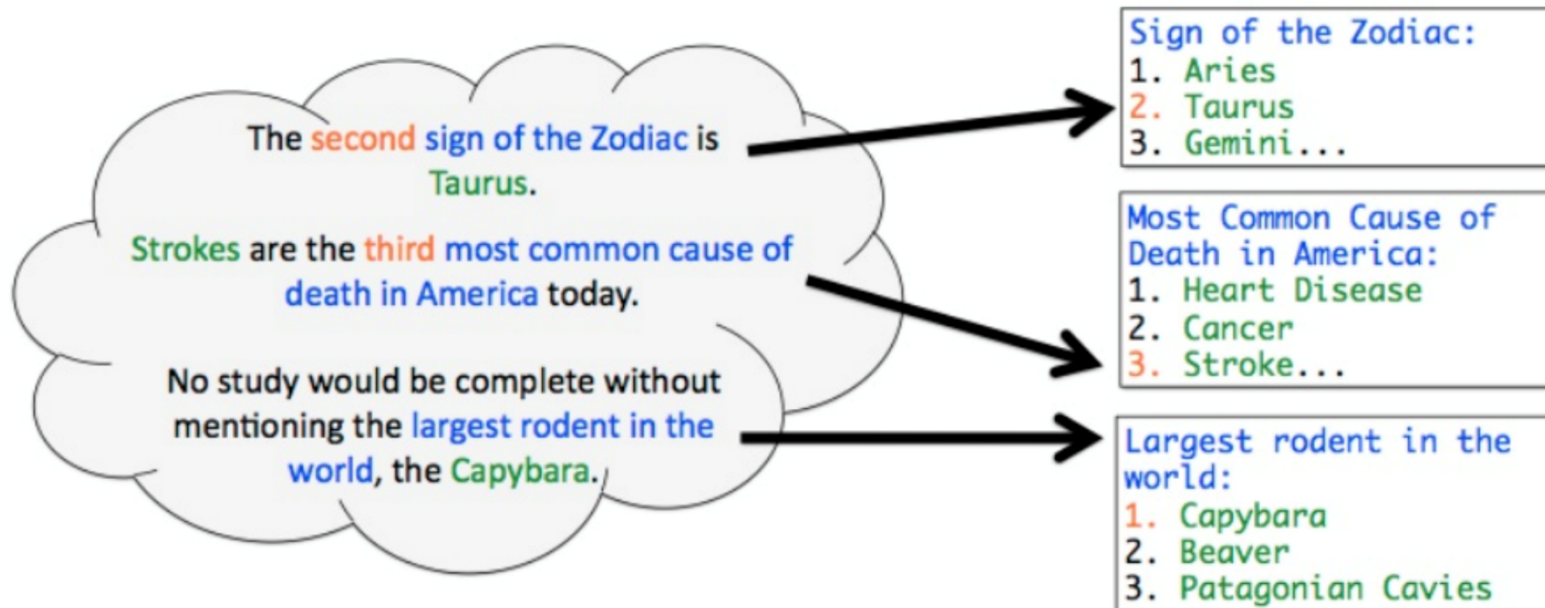 The second sign of the Zodiac is
Taurus.
Strokes are the third most common cause of
death in America today.
No study would be complete without
mentioning the largest rodent in the
world, the Capybara.
Sign of the Zodiac:
1. Aries
2. Taurus
3. Gemini...
Most Common Cause of
Death in America:
1. Heart Disease
2. Cancer
3. Stroke...
Largest rodent in the
world:
1. Capybara
2. Beaver
3. Patagonian Cavies